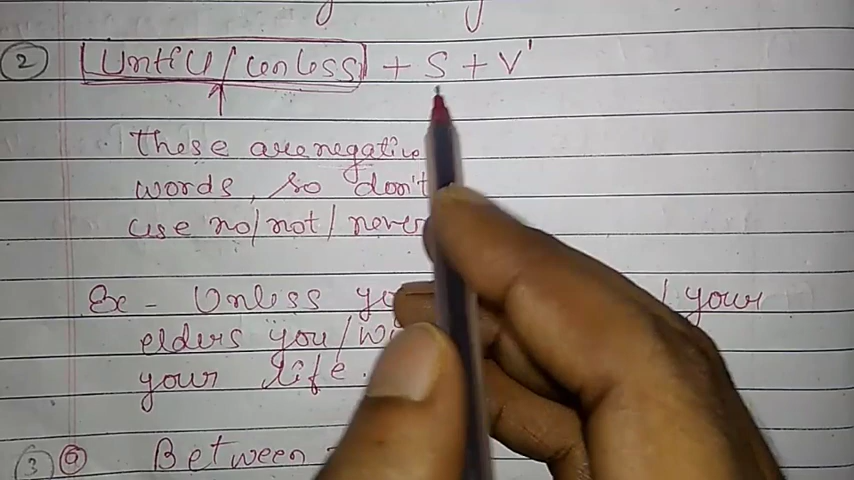 2 Until/unless + S + V'
These are negative
words, so don't
use no/not/never
Ex - Unless / your
elders you/
your life.
3 a Between